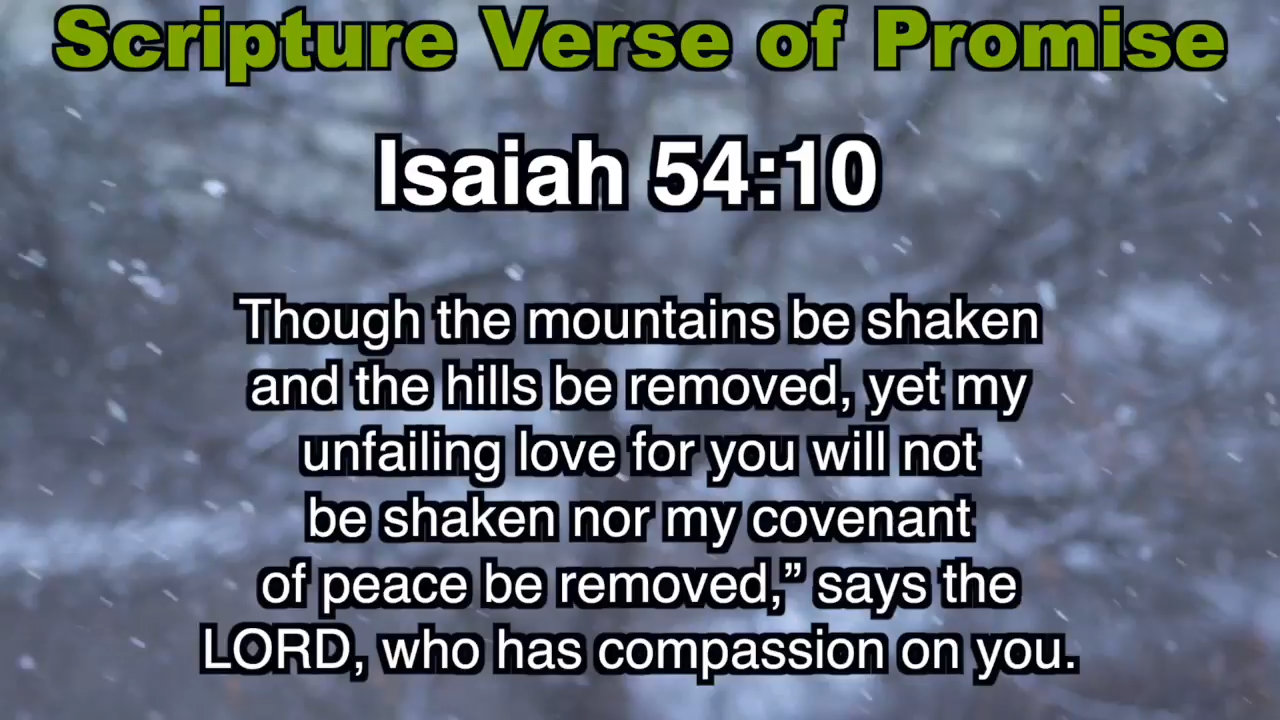 Scripture Verse of Promise
Isaiah 54:10
Though the mountains be shaken
and the hills be removed, yet my
unfailing love for you will not
be shaken nor my covenant
of peace be removed,” says the
LORD, who has compassion on you.